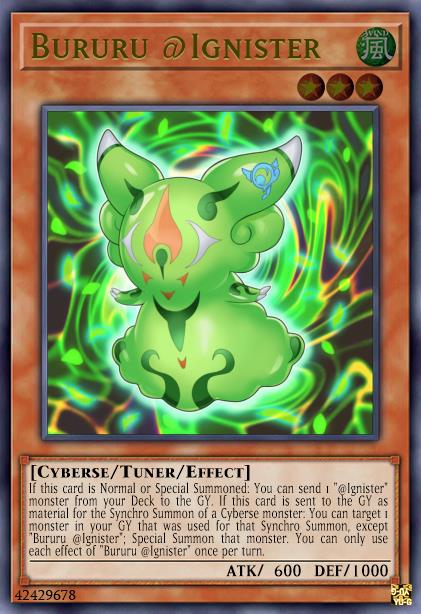 BURURU @IGNISTER
WIND
風
[CYBERSE/TUNER/EFFECT]
If this card is Normal or Special Summoned: You can send 1 "@Ignister"
monster from your Deck to the GY. If this card is sent to the GY as
material for the Synchro Summon of a Cyberse monster: You can target 1
monster in your GY that was used for that Synchro Summon, except
"Bururu @Ignister"; Special Summon that monster. You can only use
each effect of "Bururu @Ignister" once per turn.
ATK/ 600 DEF/1000
42429678